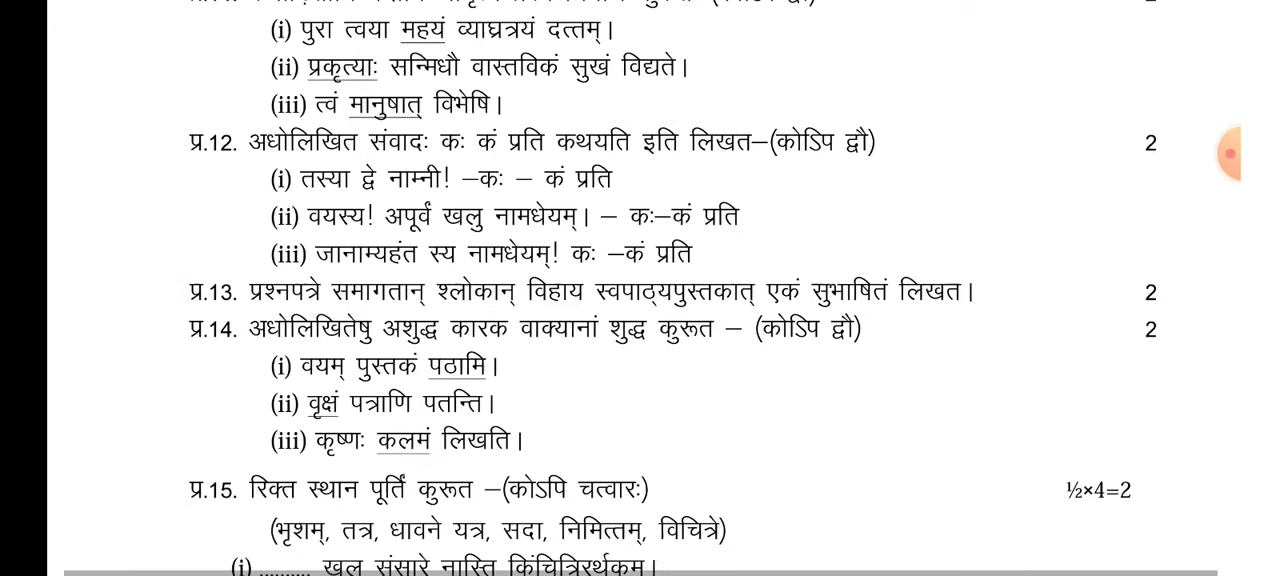 (i) पुरा त्वया महयं व्याघ्रत्रयं दत्तम्।
(ii) प्रकृत्याः सन्मिधौ वास्तविकं सुखं विद्यते।
(iii) त्वं मानुषात् विभेषि।
प्र.12. अधोलिखित संवादः कः कं प्रति कथयति इति लिखत–(कोऽपि द्वौ) 2
(i) तस्या द्वे नाम्नी! –कः – कं प्रति
(ii) वयस्य! अपूर्वं खलु नामधेयम्। – कः–कं प्रति
(iii) जानाम्यहंत स्य नामधेयम्! कः –कं प्रति
प्र.13. प्रश्नपत्रे समागतान् श्लोकान् विहाय स्वपाठ्यपुस्तकात् एकं सुभाषितं लिखत। 2
प्र.14. अधोलिखितेषु अशुद्ध कारक वाक्यानां शुद्ध कुरूत – (कोऽपि द्वौ) 2
(i) वयम् पुस्तकं पठामि।
(ii) वृक्षं पत्राणि पतन्ति।
(iii) कृष्णः कलमं लिखति।
प्र.15. रिक्त स्थान पूर्तिं कुरूत –(कोऽपि चत्वारः) ½×4=2
(भृशम्, तत्र, धावने यत्र, सदा, निमित्तम्, विचित्रे)
(i) .......... खलु संसारे नास्ति किंचित्रिरर्थकम्।